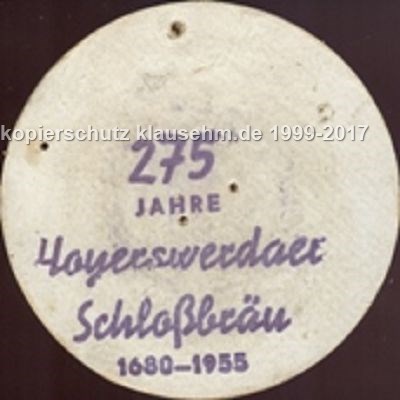 kopierschutz klausehm.de 1999-2017
275
JAHRE
Hoyerswerdaer
Schloßbräu
1680-1955